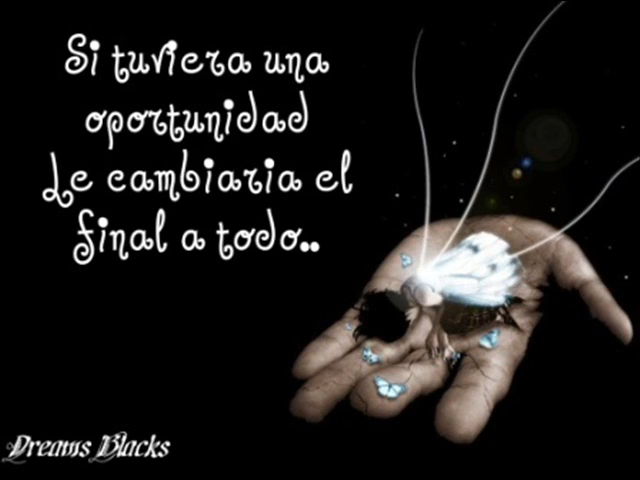 Si tuviera una
oportunidad
Le cambiaria el
final a todo..
Dreams Blacks